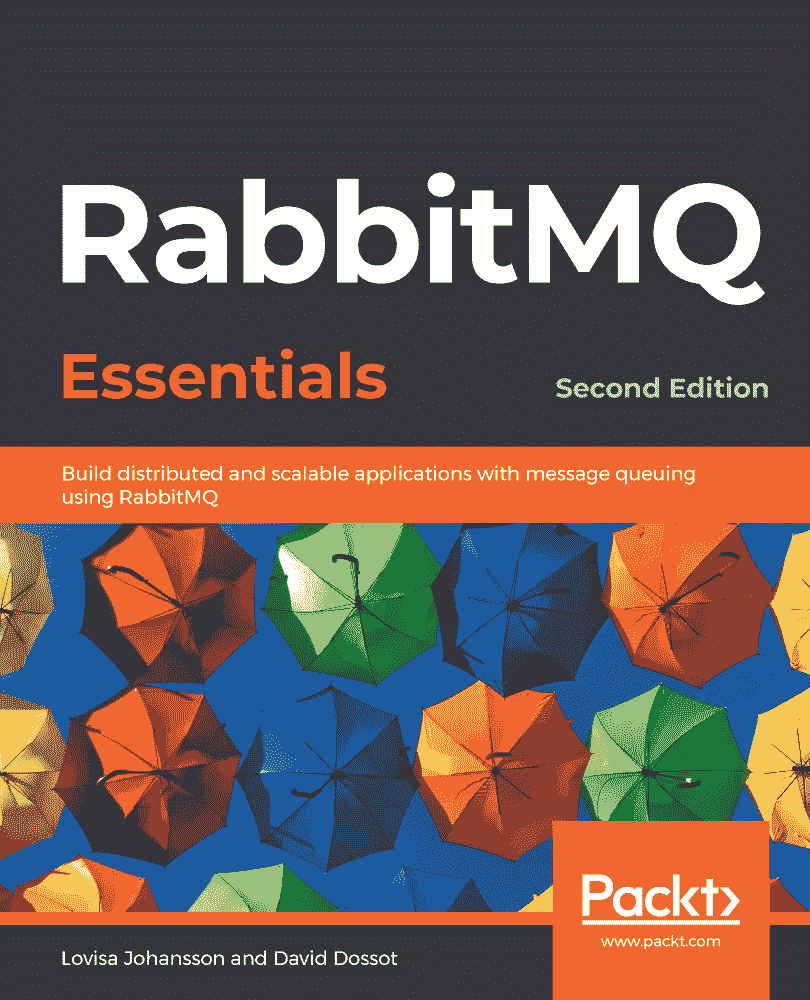 RabbitMQ
Essentials
Second Edition
Build distributed and scalable applications with message queuing
using RabbitMQ
Packt>
www.packt.com
Lovisa Johansson and David Dossot